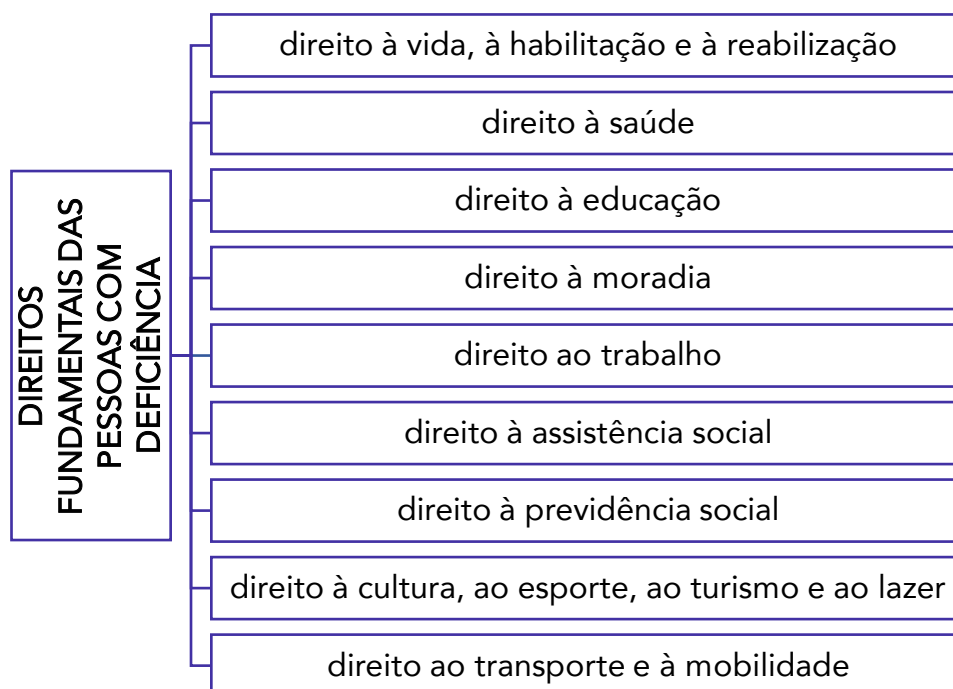 DIREITOS
FUNDAMENTAIS DAS
PESSOAS COM
DEFICIÊNCIA
direito à vida, à habilitação e à reabilização
direito à saúde
direito à educação
direito à moradia
direito ao trabalho
direito à assistência social
direito à previdência social
direito à cultura, ao esporte, ao turismo e ao lazer
direito ao transporte e à mobilidade